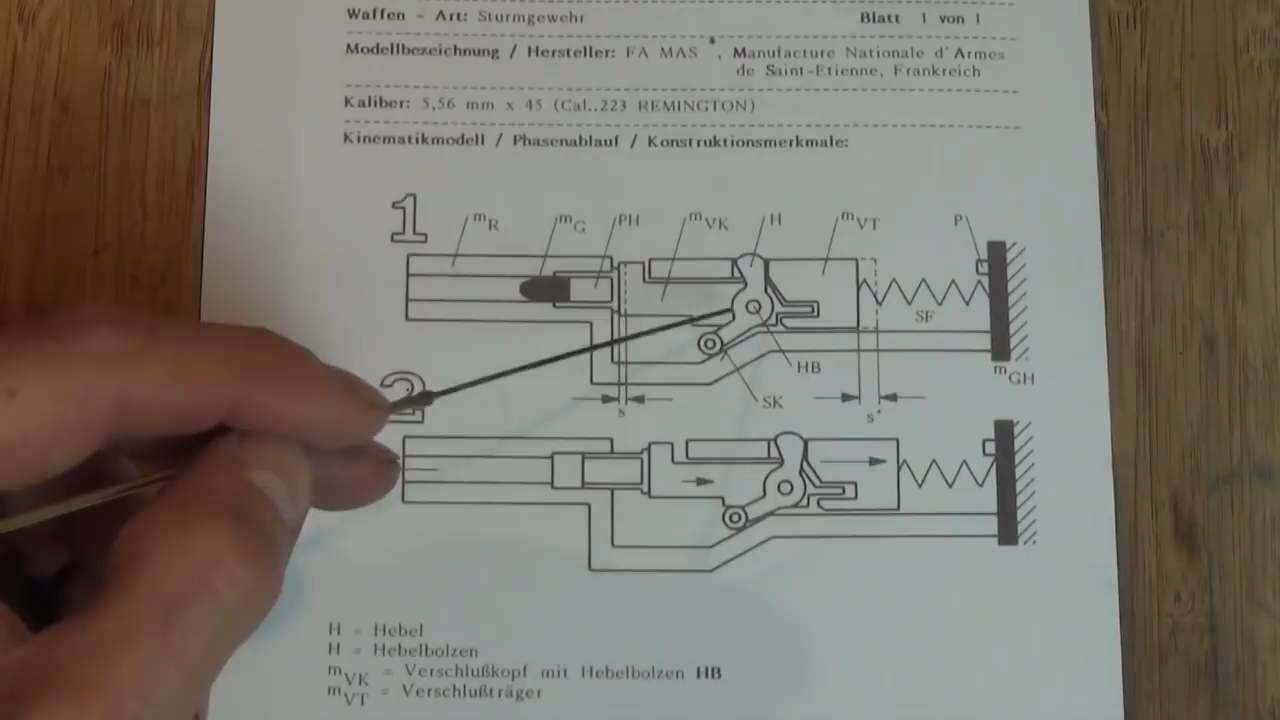 Waffen - Art: Sturmgewehr Blatt 1 von 1
Modellbezeichnung / Hersteller: FA MAS *, Manufacture Nationale d'Armes
de Saint-Etienne, Frankreich
Kaliber: 5,56 mm x 45 (Cal..223 REMINGTON)
Kinematikmodell / Phasenablauf / Konstruktionsmerkmale:
1
mR mG PH mVK H mVT P
SF
HB mGH
SK
s s'
2
H = Hebel
H = Hebelbolzen
mVK = Verschlußkopf mit Hebelbolzen HB
mVT = Verschlußträger